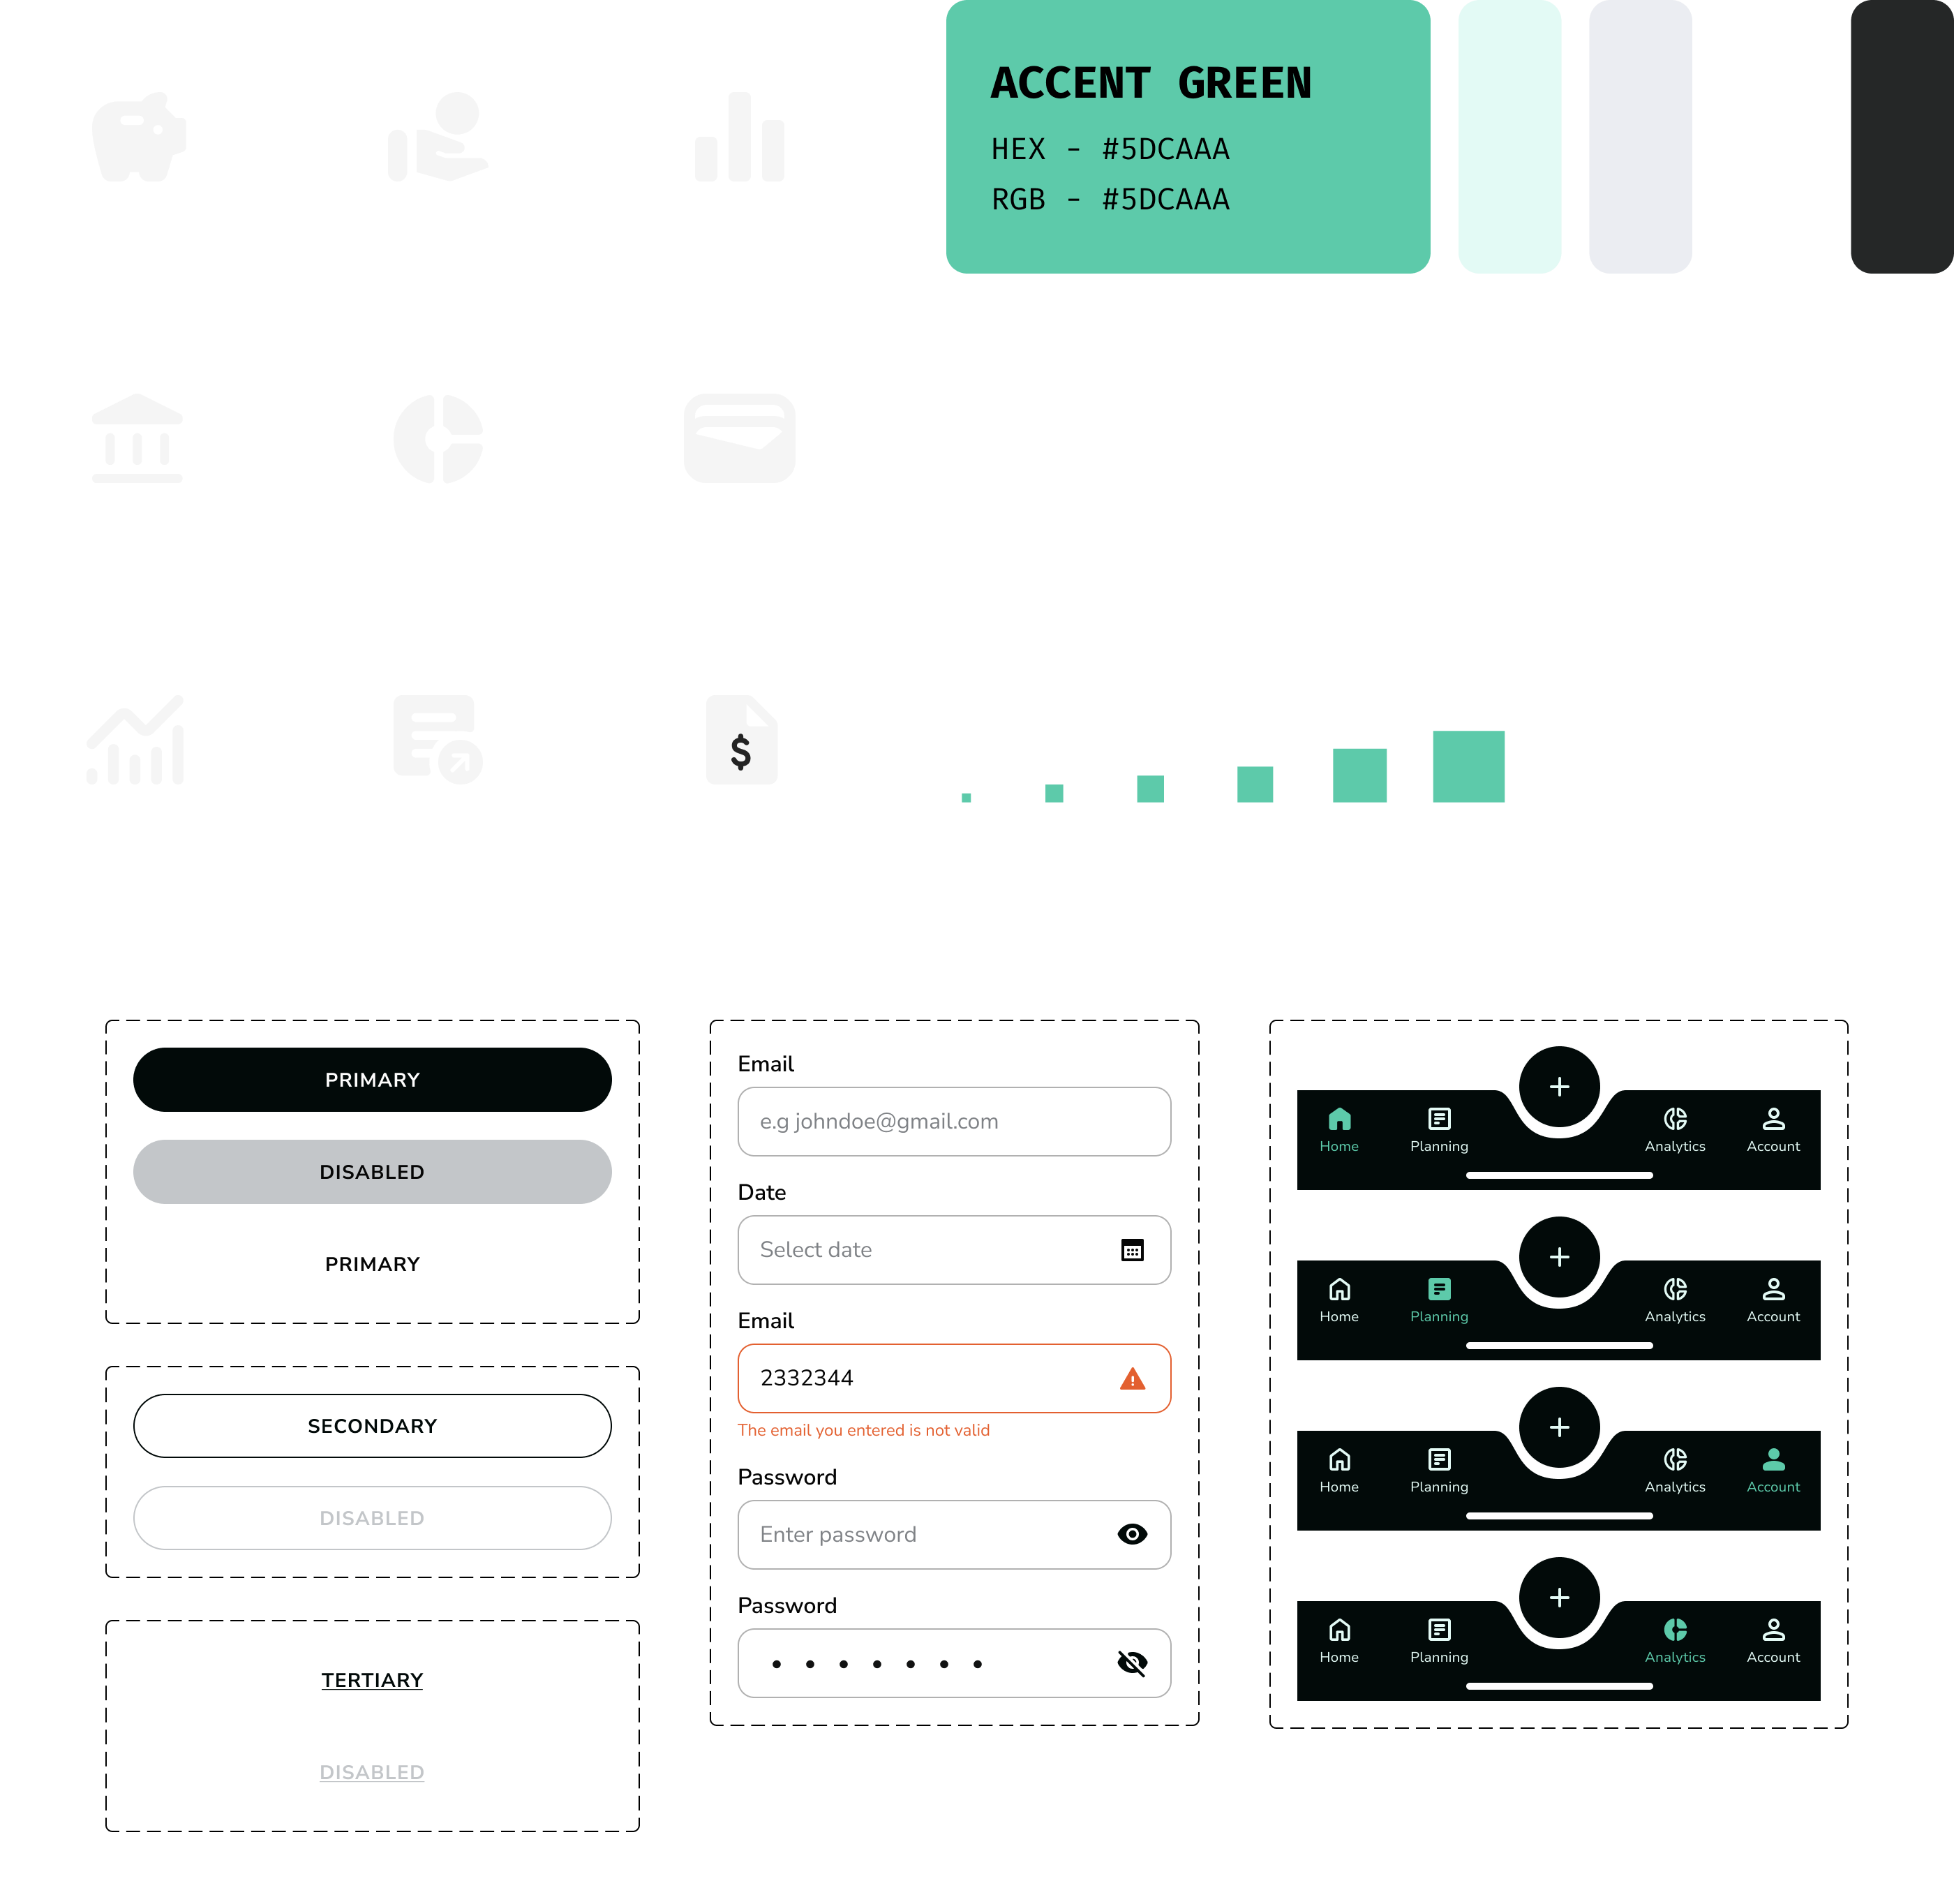 ACCENT GREEN
HEX - #5DCAAA
RGB - #5DCAAA
$
PRIMARY
DISABLED
PRIMARY
SECONDARY
DISABLED
TERTIARY
DISABLED
Email
e.g johndoe@gmail.com
Date
Select date
Email
2332344
The email you entered is not valid
Password
Enter password
Password
Home Planning Analytics Account
Home Planning Analytics Account
Home Planning Analytics Account
Home Planning Analytics Account